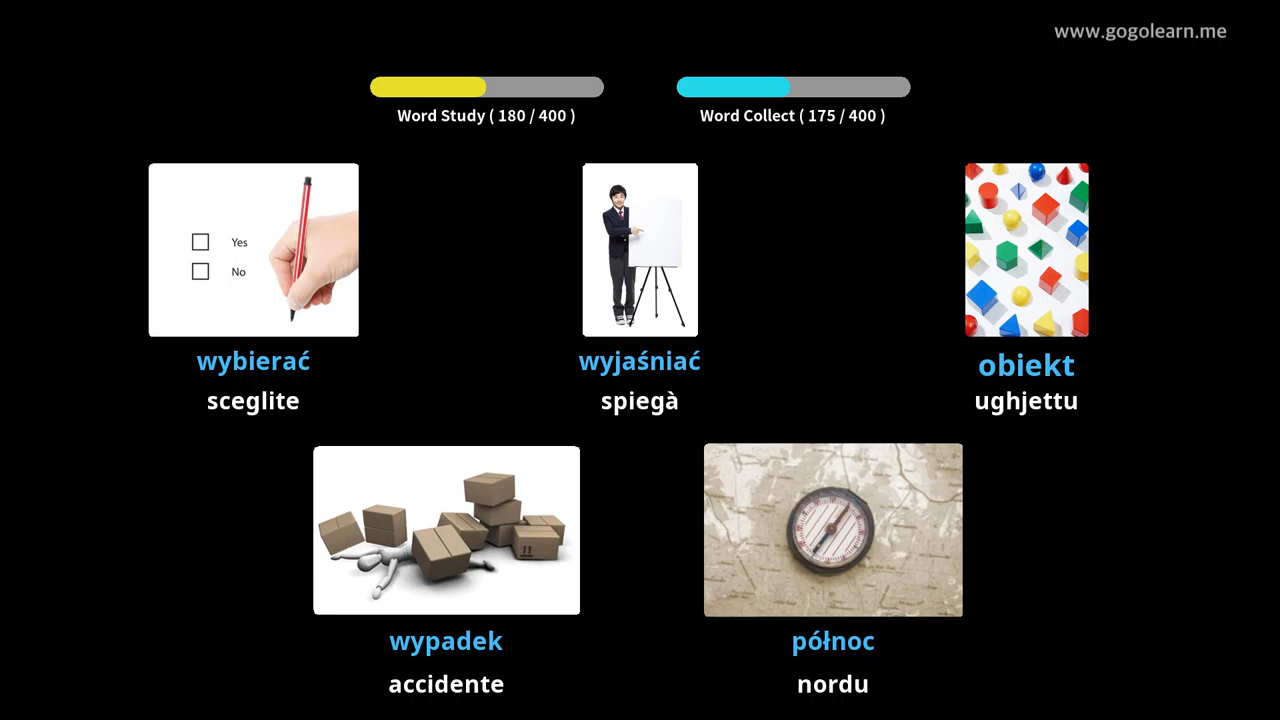 www.gogolearn.me
Word Study ( 180 / 400 )
Word Collect ( 175 / 400 )
Yes
No
wybierać
sceglite
wyjaśniać
spiegà
obiekt
ughjettu
wypadek
accidente
północ
nordu